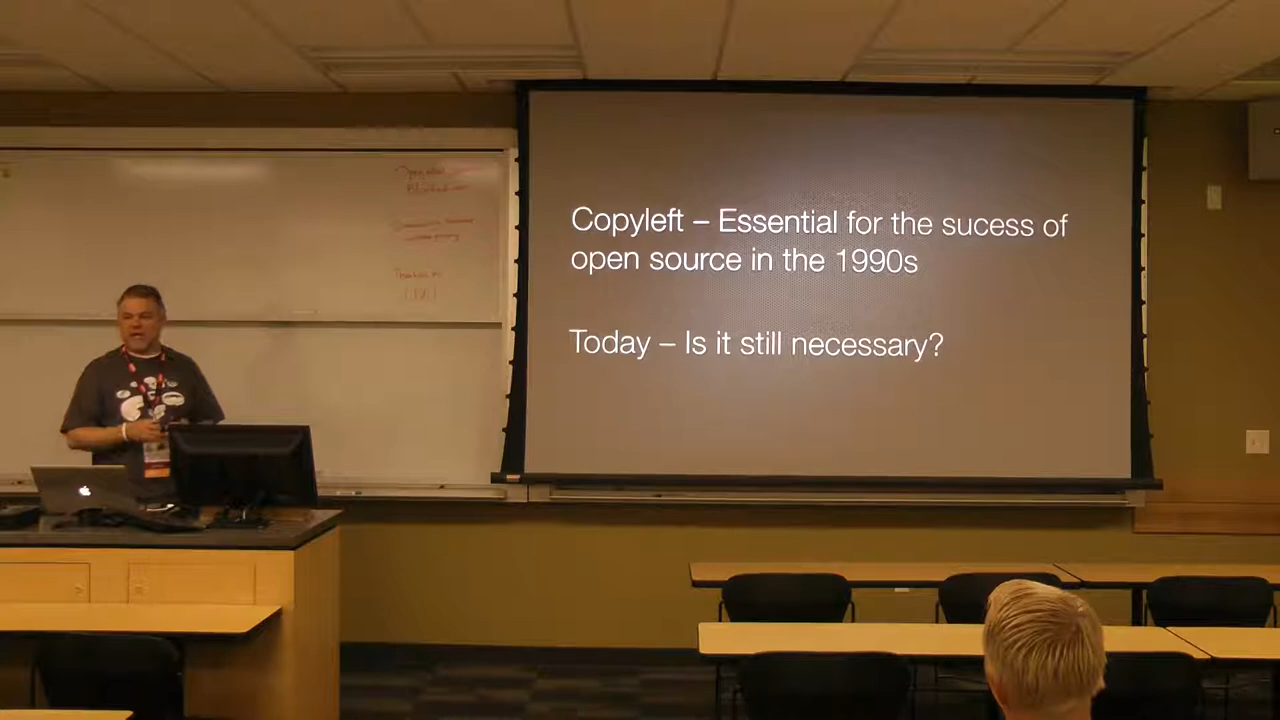 Copyleft – Essential for the sucess of
open source in the 1990s
Today – Is it still necessary?